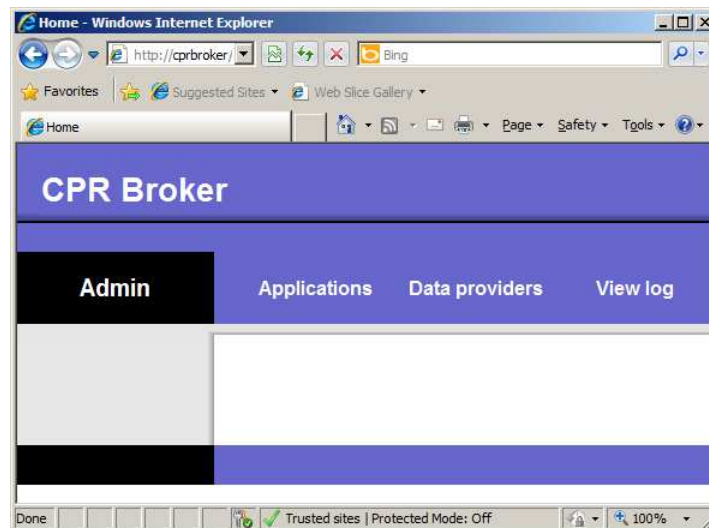 Home - Windows Internet Explorer
http://cprbroker/
Bing
Favorites
Suggested Sites
Web Slice Gallery
Home
Page
Safety
Tools
CPR Broker
Admin
Applications
Data providers
View log
Done
Trusted sites | Protected Mode: Off
100%